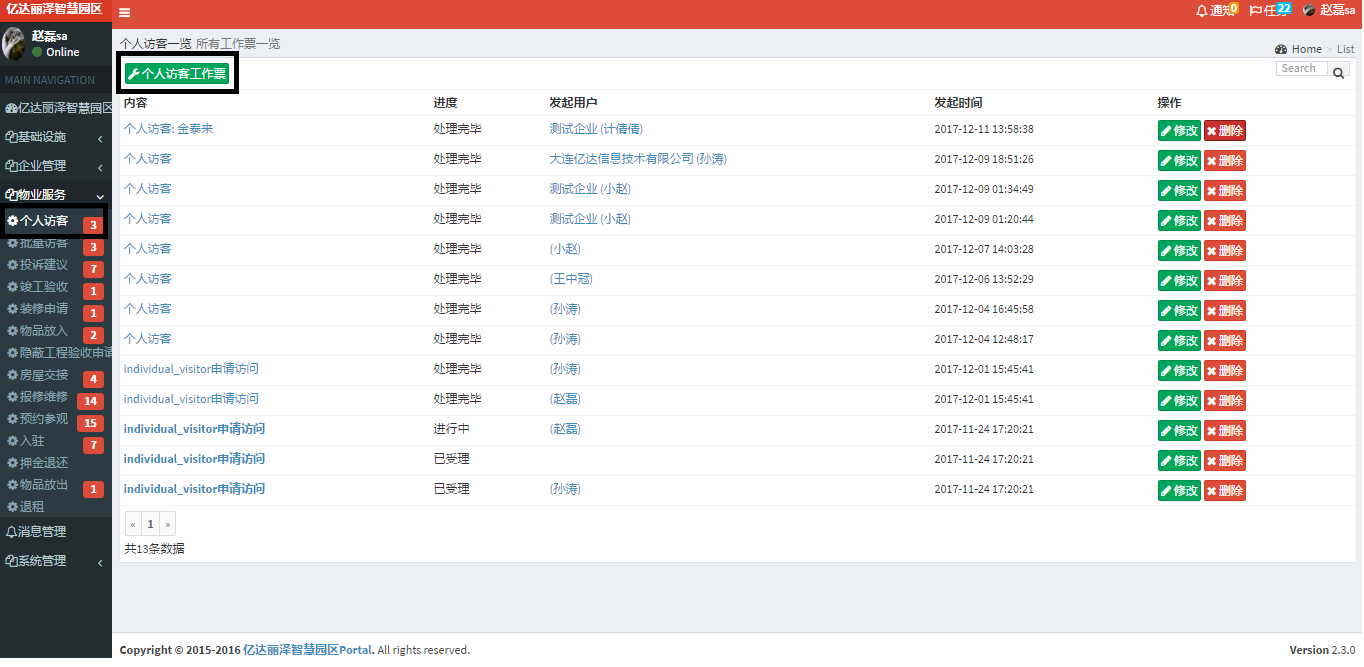 亿达丽泽智慧园区
通知 0 任务 22 赵磊sa
赵磊sa
Online
MAIN NAVIGATION
亿达丽泽智慧园区
基础设施
企业管理
物业服务
个人访客 3
批量访客 3
投诉建议 7
竣工验收 1
装修申请 1
物品放入 2
隐蔽工程验收申请
房屋交接 4
报修维修 14
预约参观 15
入驻 7
押金退还
物品放出 1
退租
消息管理
系统管理
个人访客一览 所有工作票一览
Home > List
个人访客工作票
Search
内容 进度 发起用户 发起时间 操作
个人访客: 金泰来 处理完毕 测试企业 (计倩倩) 2017-12-11 13:58:38 修改 删除
个人访客 处理完毕 大连亿达信息技术有限公司 (孙涛) 2017-12-09 18:51:26 修改 删除
个人访客 处理完毕 测试企业 (小赵) 2017-12-09 01:34:49 修改 删除
个人访客 处理完毕 测试企业 (小赵) 2017-12-09 01:20:44 修改 删除
个人访客 处理完毕 (小赵) 2017-12-07 14:03:28 修改 删除
个人访客 处理完毕 (王中冠) 2017-12-06 13:52:29 修改 删除
个人访客 处理完毕 (孙涛) 2017-12-04 16:45:58 修改 删除
个人访客 处理完毕 (孙涛) 2017-12-04 12:48:17 修改 删除
individual_visitor申请访问 处理完毕 (孙涛) 2017-12-01 15:45:41 修改 删除
individual_visitor申请访问 处理完毕 (赵磊) 2017-12-01 15:45:41 修改 删除
individual_visitor申请访问 进行中 (赵磊) 2017-11-24 17:20:21 修改 删除
individual_visitor申请访问 已受理 2017-11-24 17:20:21 修改 删除
individual_visitor申请访问 已受理 (孙涛) 2017-11-24 17:20:21 修改 删除
« 1 »
共13条数据
Copyright © 2015-2016 亿达丽泽智慧园区Portal. All rights reserved.
Version 2.3.0